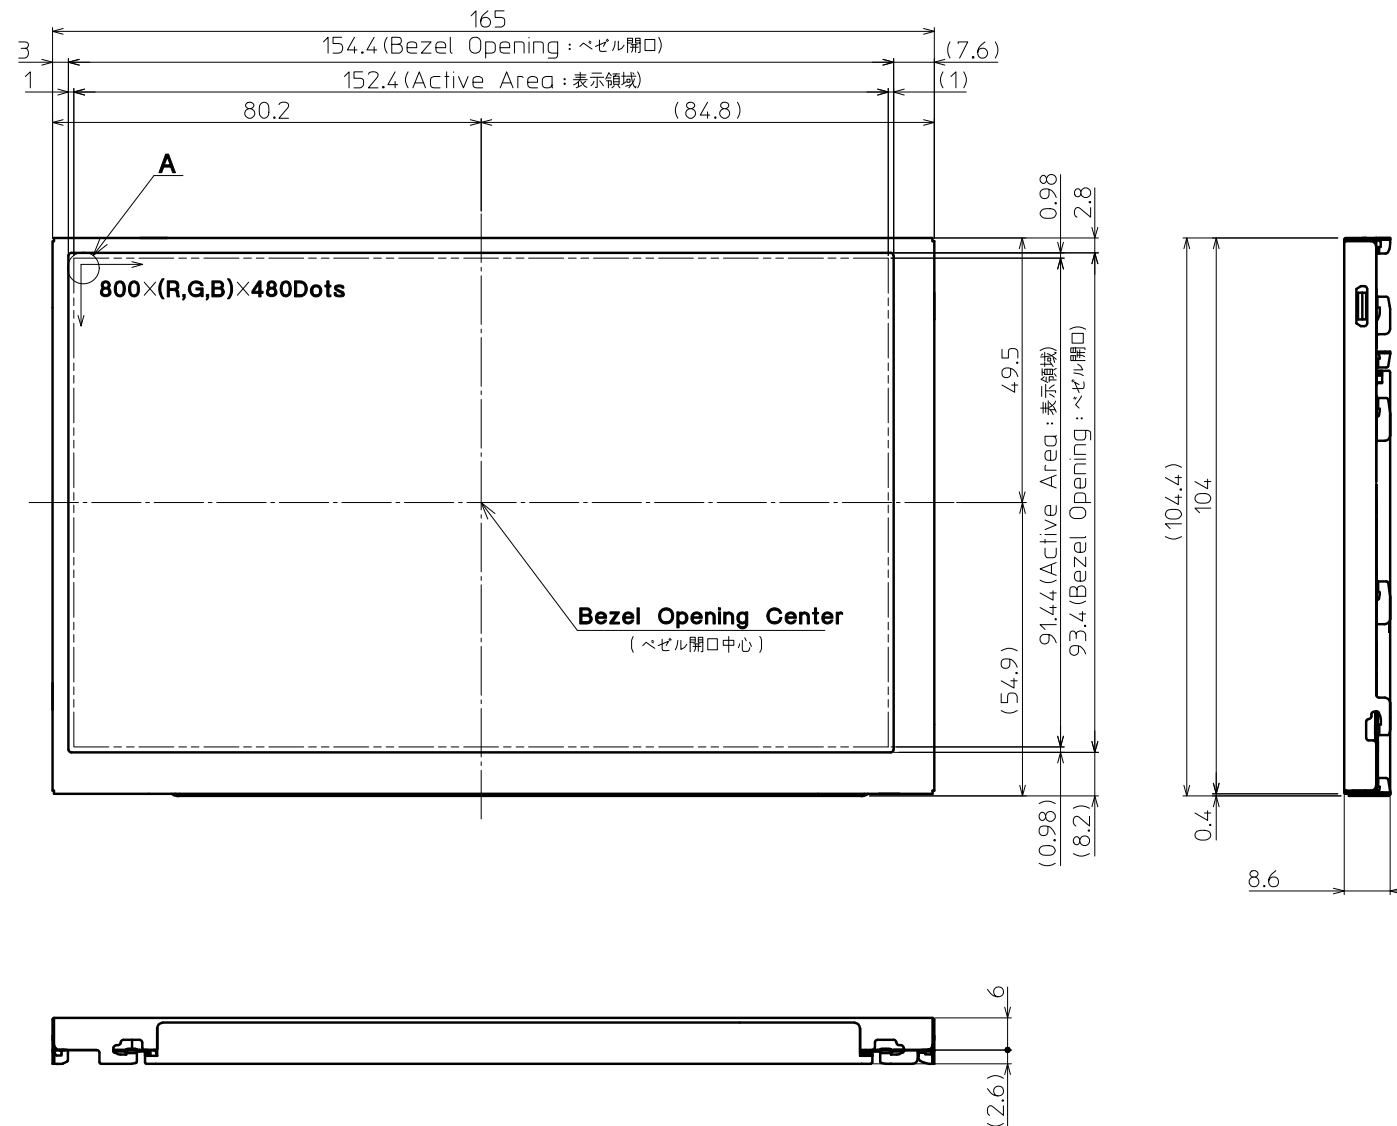 165
154.4(Bezel Opening:ベゼル開口)
3
(7.6)
152.4(Active Area:表示領域)
1
(1)
80.2
(84.8)
A
0.98
2.8
800×(R,G,B)×480Dots
49.5
91.44(Active Area:表示領域)
93.4(Bezel Opening:ベゼル開口)
(104.4)
104
Bezel Opening Center
(ベゼル開口中心)
(54.9)
(0.98)
(8.2)
0.4
8.6
6
(2.6)